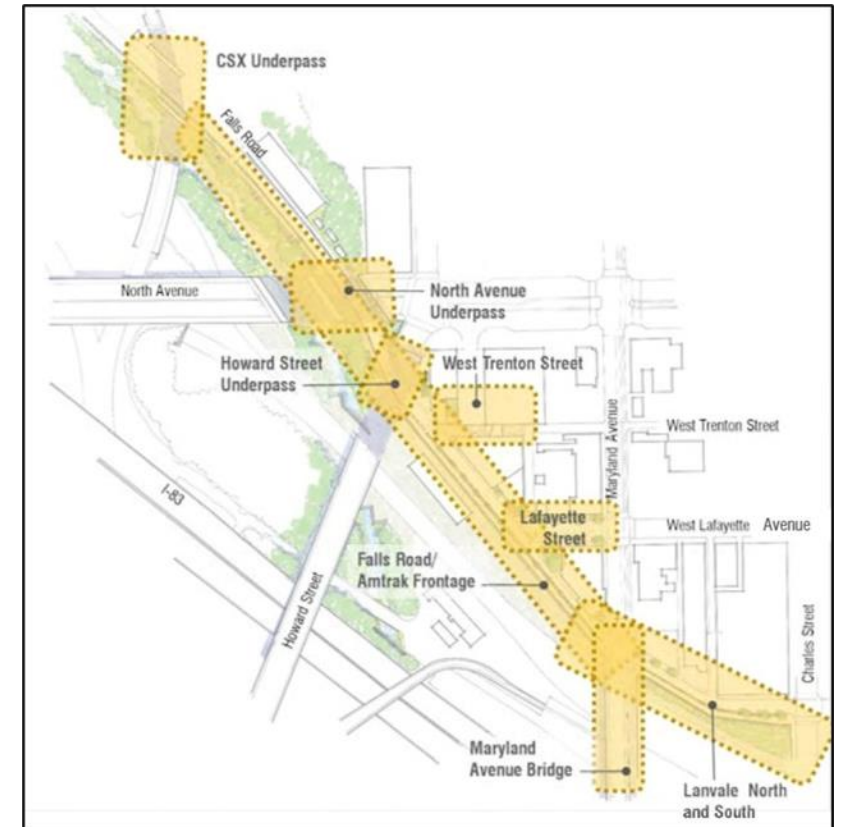 CSX Underpass
Falls Road
North Avenue
North Avenue
Underpass
Howard Street
Underpass
West Trenton Street
Maryland Avenue
West Trenton Street
I-83
Lafayette
Street
West Lafayette Avenue
Falls Road/
Amtrak Frontage
Howard Street
Charles Street
Maryland
Avenue Bridge
Lanvale North
and South